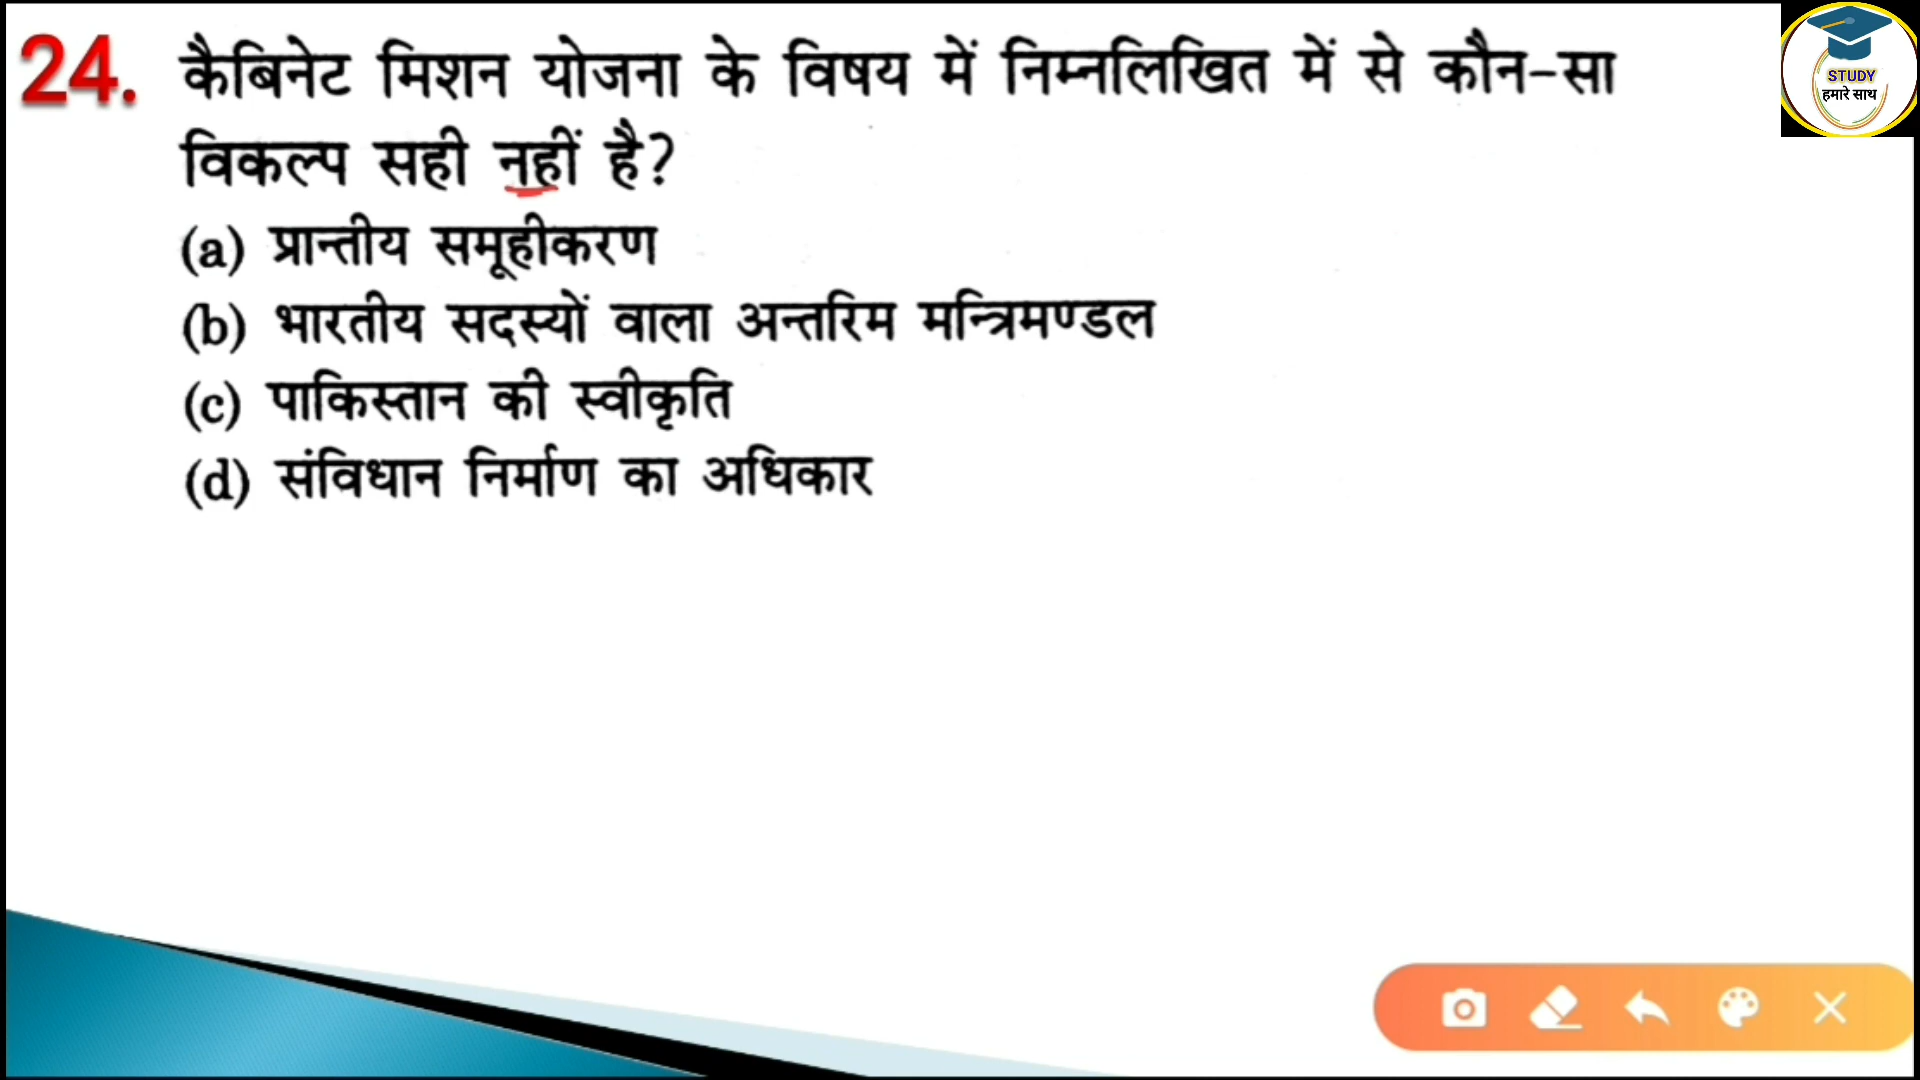 STUDY
हमारे साथ
24. कैबिनेट मिशन योजना के विषय में निम्नलिखित में से कौन-सा
विकल्प सही नहीं है?
(a) प्रान्तीय समूहीकरण
(b) भारतीय सदस्यों वाला अन्तरिम मन्त्रिमण्डल
(c) पाकिस्तान की स्वीकृति
(d) संविधान निर्माण का अधिकार